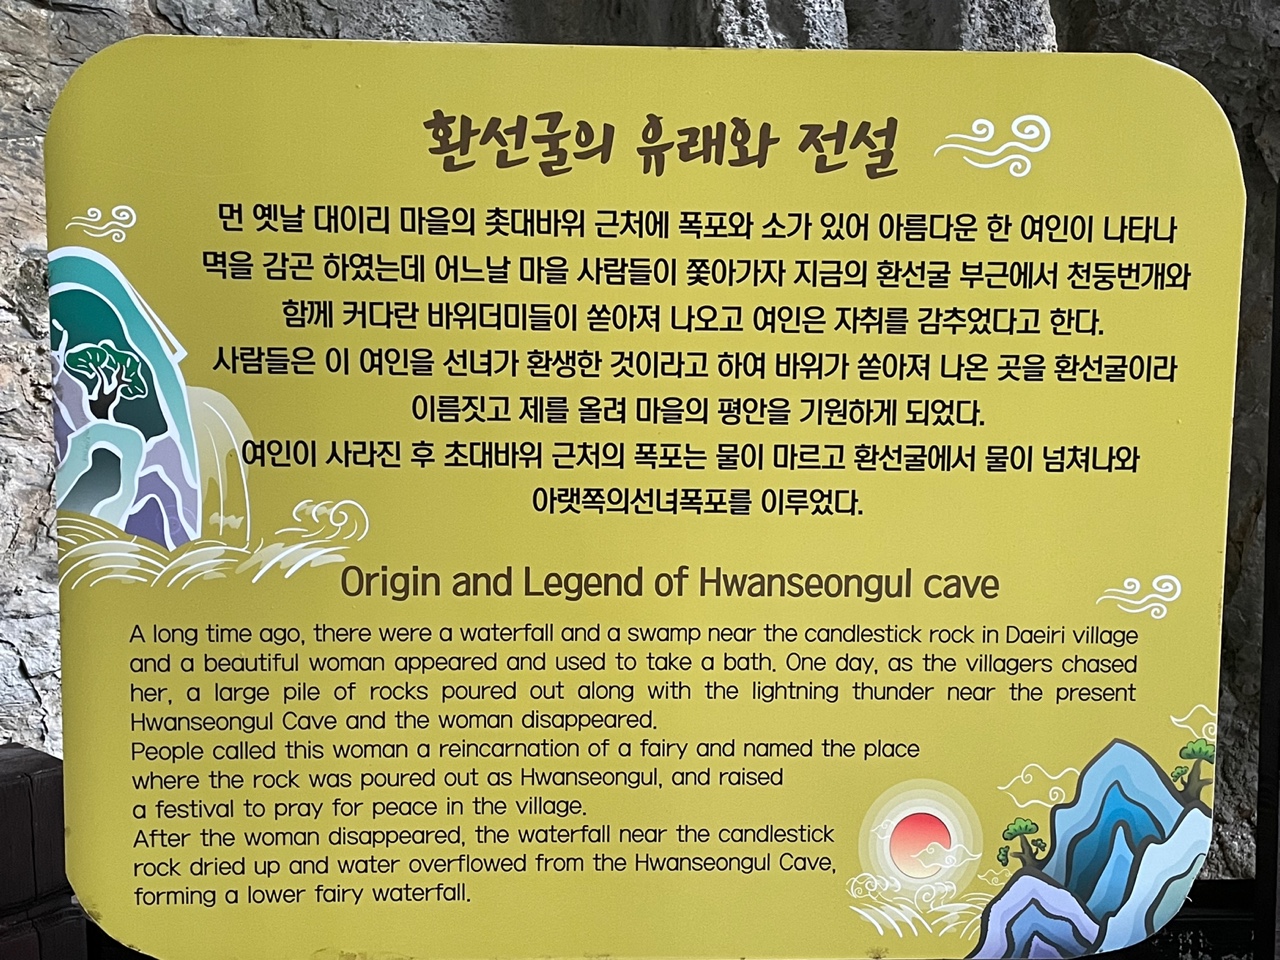 환선굴의 유래와 전설
먼 옛날 대이리 마을의 촛대바위 근처에 폭포와 소가 있어 아름다운 한 여인이 나타나
멱을 감곤 하였는데 어느날 마을 사람들이 쫓아가자 지금의 환선굴 부근에서 천둥번개와
함께 커다란 바위더미들이 쏟아져 나오고 여인은 자취를 감추었다고 한다.
사람들은 이 여인을 선녀가 환생한 것이라고 하여 바위가 쏟아져 나온 곳을 환선굴이라
이름짓고 제를 올려 마을의 평안을 기원하게 되었다.
여인이 사라진 후 초대바위 근처의 폭포는 물이 마르고 환선굴에서 물이 넘쳐나와
아랫쪽의선녀폭포를 이루었다.
Origin and Legend of Hwanseongul cave
A long time ago, there were a waterfall and a swamp near the candlestick rock in Daeiri village
and a beautiful woman appeared and used to take a bath. One day, as the villagers chased
her, a large pile of rocks poured out along with the lightning thunder near the present
Hwanseongul Cave and the woman disappeared.
People called this woman a reincarnation of a fairy and named the place
where the rock was poured out as Hwanseongul, and raised
a festival to pray for peace in the village.
After the woman disappeared, the waterfall near the candlestick
rock dried up and water overflowed from the Hwanseongul Cave,
forming a lower fairy waterfall.